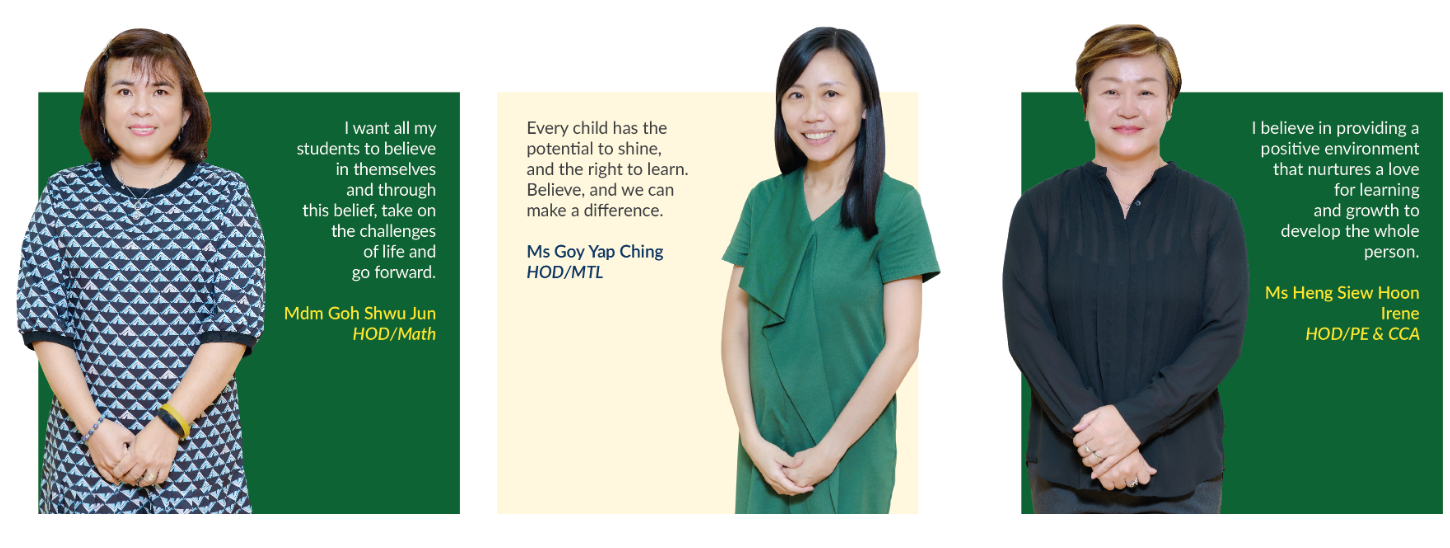 I want all my
students to believe
in themselves
and through
this belief, take on
the challenges
of life and
go forward.
Mdm Goh Shwu Jun
HOD/Math
Every child has the
potential to shine,
and the right to learn.
Believe, and we can
make a difference.
Ms Goy Yap Ching
HOD/MTL
I believe in providing a
positive environment
that nurtures a love
for learning
and growth to
develop the whole
person.
Ms Heng Siew Hoon
Irene
HOD/PE & CCA